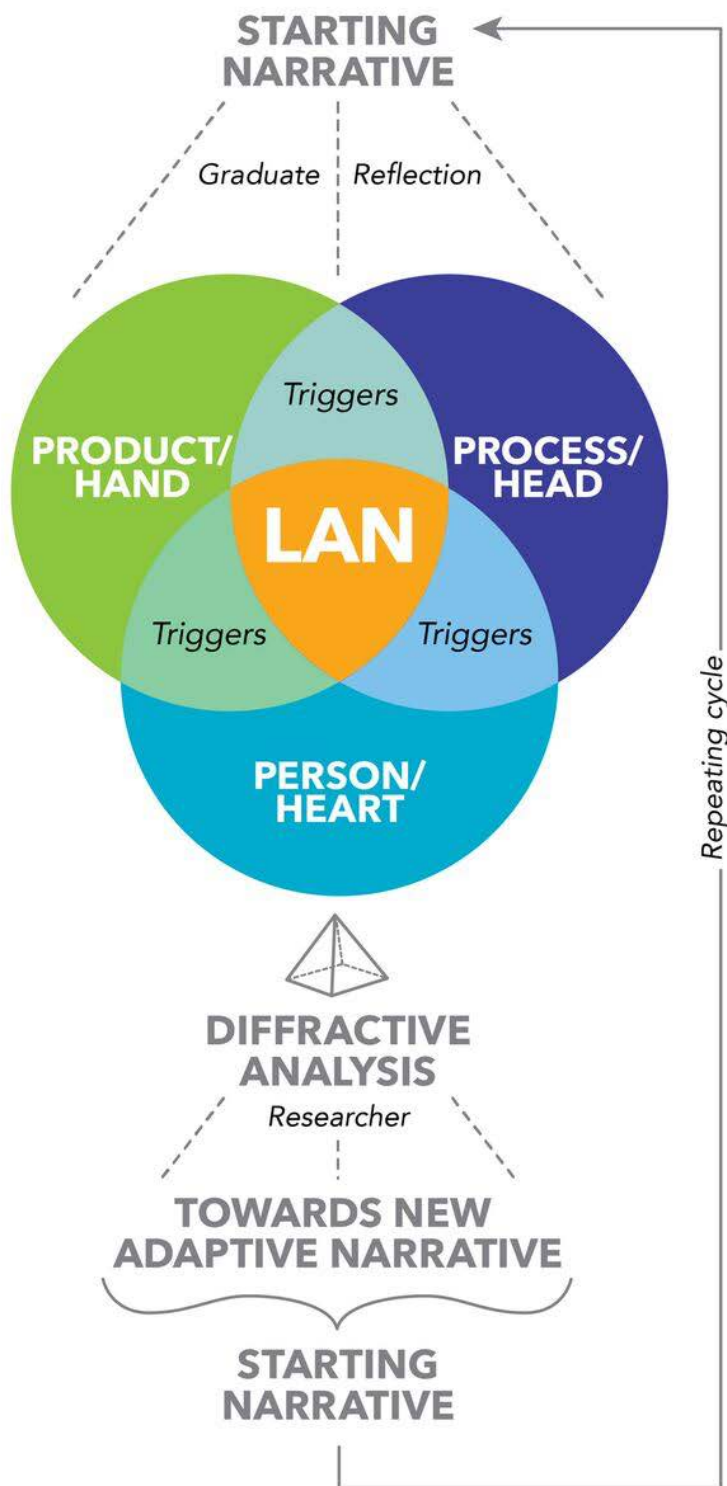 STARTING
NARRATIVE
Graduate Reflection
Triggers
PRODUCT/
HAND
PROCESS/
HEAD
LAN
Triggers
Triggers
PERSON/
HEART
Repeating cycle
DIFFRACTIVE
ANALYSIS
Researcher
TOWARDS NEW
ADAPTIVE NARRATIVE
STARTING
NARRATIVE